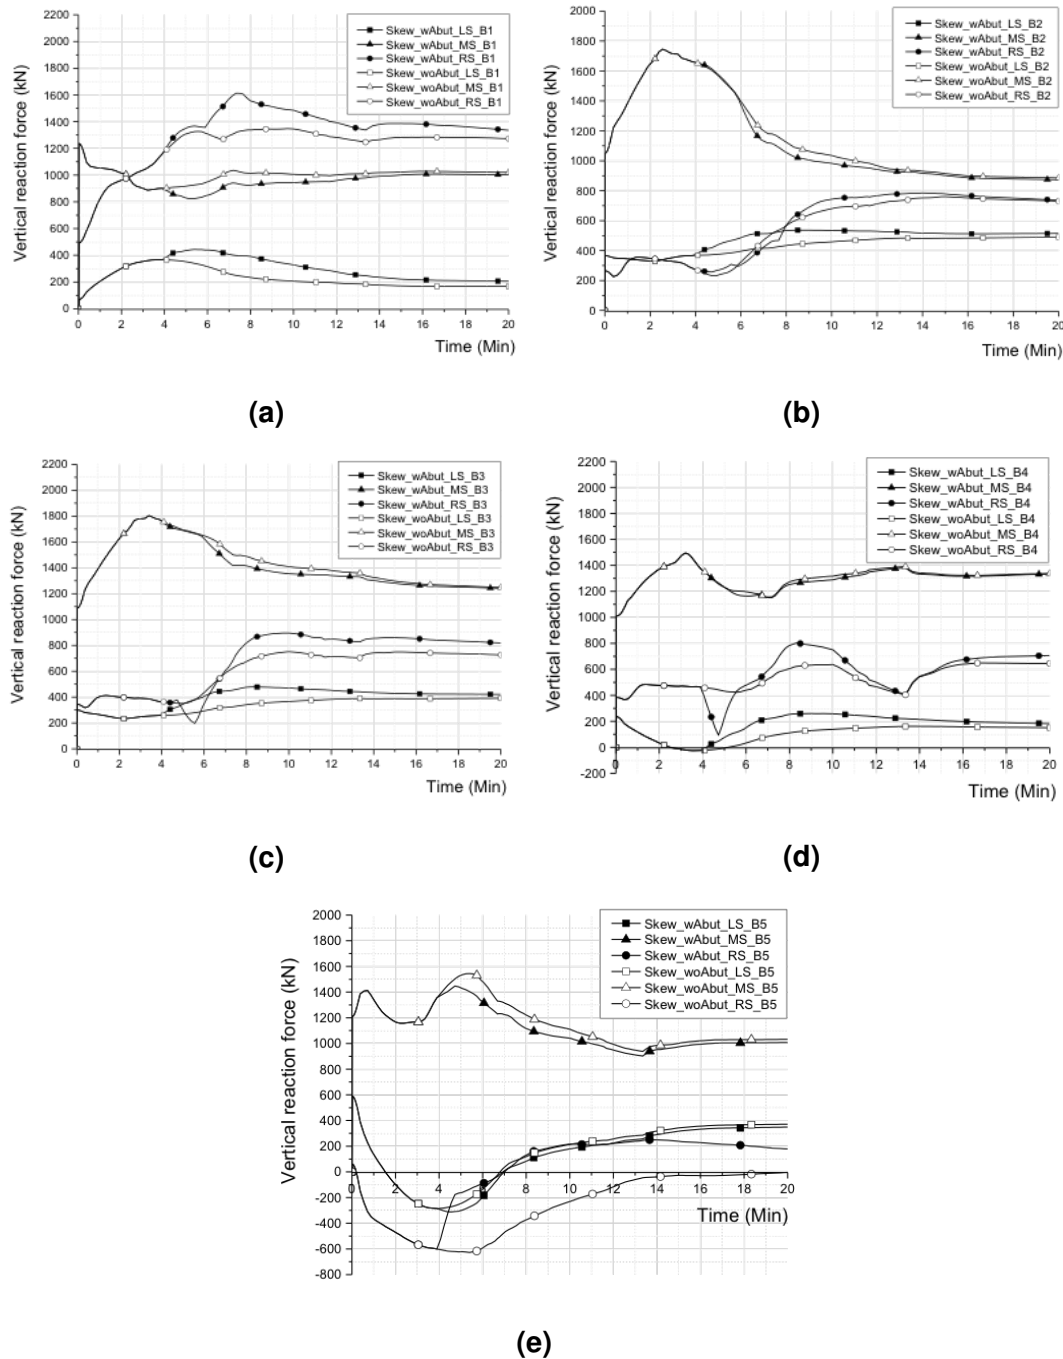 Vertical reaction force (kN)
2200
2000
1800
1600
1400
1200
1000
800
600
400
200
0
0 2 4 6 8 10 12 14 16 18 20
Time (Min)
Skew_wAbut_LS_B1
Skew_wAbut_MS_B1
Skew_wAbut_RS_B1
Skew_woAbut_LS_B1
Skew_woAbut_MS_B1
Skew_woAbut_RS_B1
(a)
Vertical reaction force (kN)
2000
1800
1600
1400
1200
1000
800
600
400
200
0
0 2 4 6 8 10 12 14 16 18 20
Time (Min)
Skew_wAbut_LS_B2
Skew_wAbut_MS_B2
Skew_wAbut_RS_B2
Skew_woAbut_LS_B2
Skew_woAbut_MS_B2
Skew_woAbut_RS_B2
(b)
Vertical reaction force (kN)
2200
2000
1800
1600
1400
1200
1000
800
600
400
200
0
0 2 4 6 8 10 12 14 16 18 20
Time (Min)
Skew_wAbut_LS_B3
Skew_wAbut_MS_B3
Skew_wAbut_RS_B3
Skew_woAbut_LS_B3
Skew_woAbut_MS_B3
Skew_woAbut_RS_B3
(c)
Vertical reaction force (kN)
2200
2000
1800
1600
1400
1200
1000
800
600
400
200
0
-200
0 2 4 6 8 10 12 14 16 18 20
Time (Min)
Skew_wAbut_LS_B4
Skew_wAbut_MS_B4
Skew_wAbut_RS_B4
Skew_woAbut_LS_B4
Skew_woAbut_MS_B4
Skew_woAbut_RS_B4
(d)
Vertical reaction force (kN)
2000
1800
1600
1400
1200
1000
800
600
400
200
0
-200
-400
-600
-800
0 2 4 6 8 10 12 14 16 18 20
Time (Min)
Skew_wAbut_LS_B5
Skew_wAbut_MS_B5
Skew_wAbut_RS_B5
Skew_woAbut_LS_B5
Skew_woAbut_MS_B5
Skew_woAbut_RS_B5
(e)